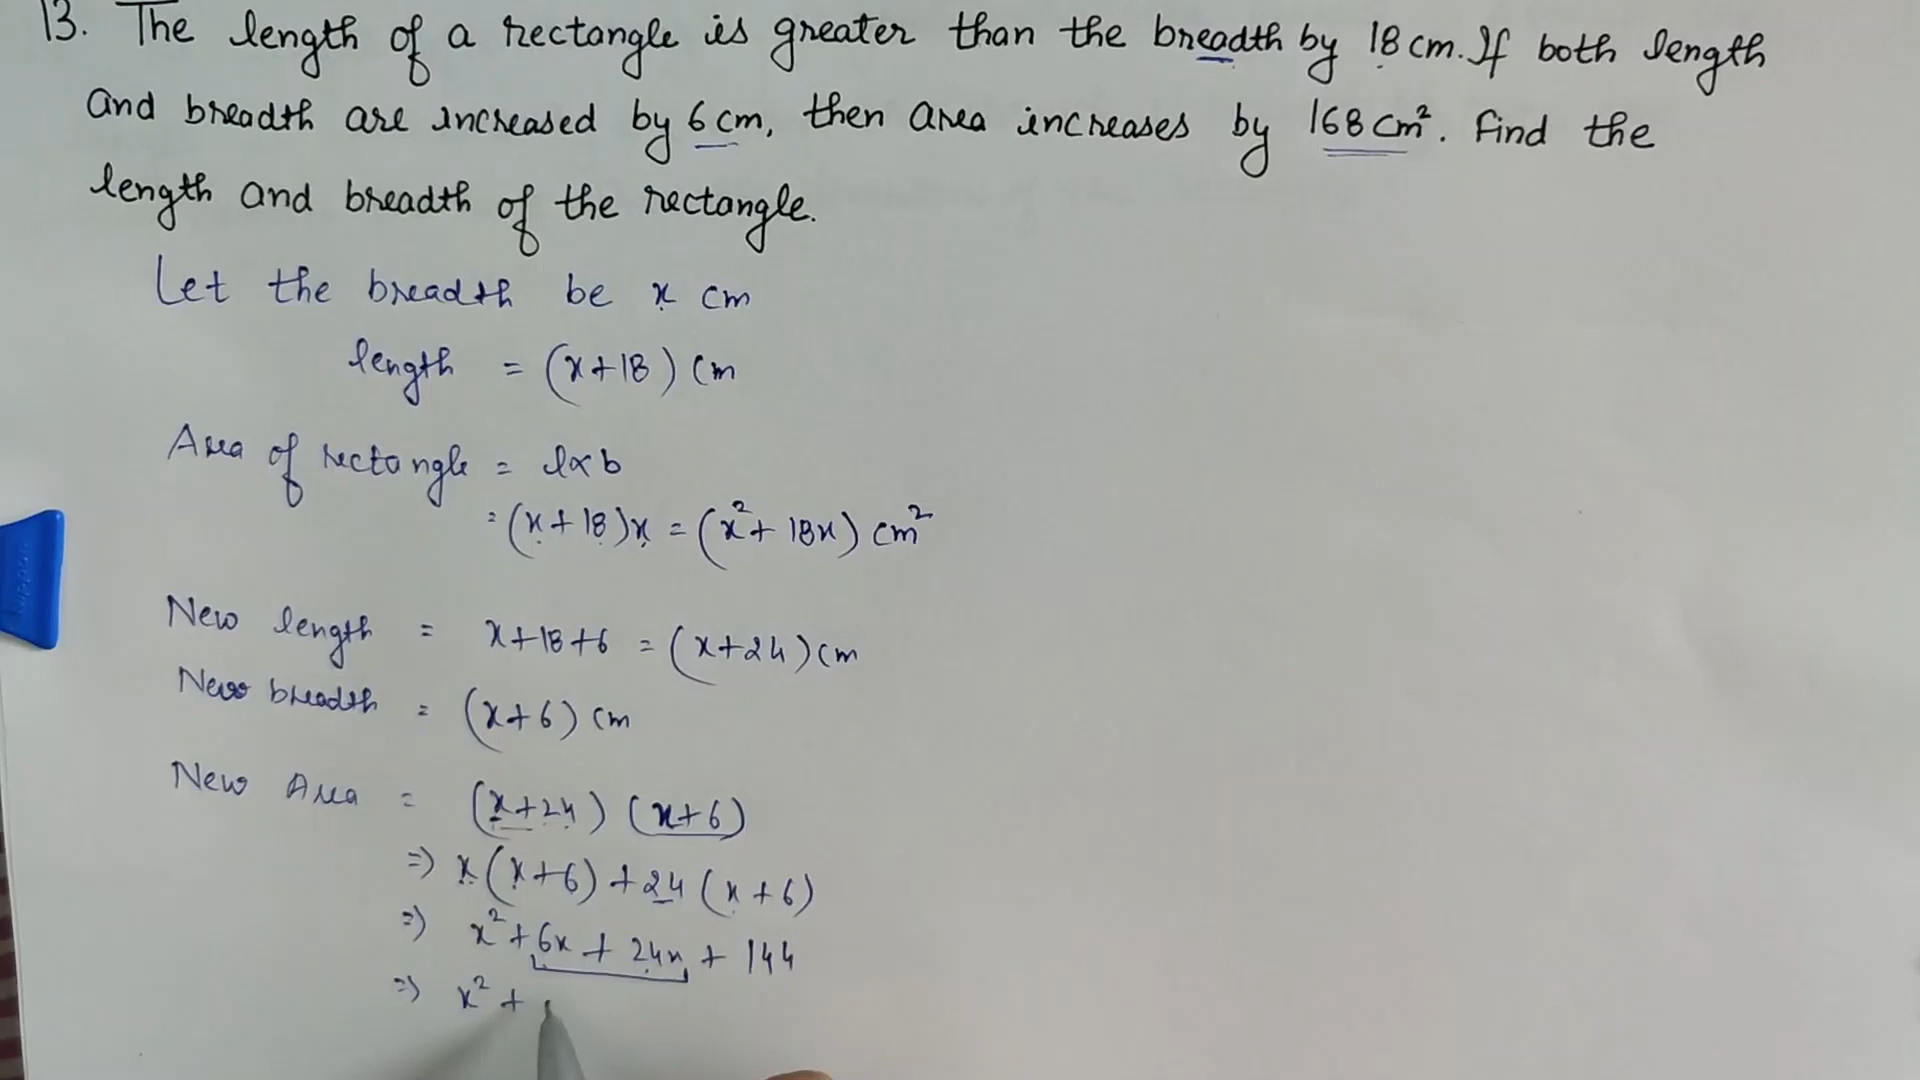 13. The length of a rectangle is greater than the breadth by 18 cm. If both length
and breadth are increased by 6 cm, then area increases by 168 cm². Find the
length and breadth of the rectangle.
Let the breadth be x cm
length = (x+18) cm
Area of rectangle = l×b
= (x+18)x = (x²+18x) cm²
New length = x+18+6 = (x+24) cm
New breadth = (x+6) cm
New Area = (x+24) (x+6)
=> x(x+6) + 24(x+6)
=> x² + 6x + 24x + 144
=> x² +